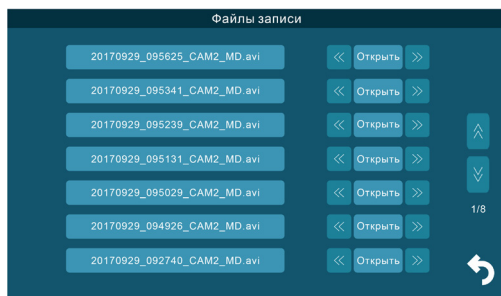 Файлы записи
20170929_095625_CAM2_MD.avi Открыть
20170929_095341_CAM2_MD.avi Открыть
20170929_095239_CAM2_MD.avi Открыть
20170929_095131_CAM2_MD.avi Открыть
20170929_095029_CAM2_MD.avi Открыть
20170929_094926_CAM2_MD.avi Открыть
20170929_092740_CAM2_MD.avi Открыть
1/8